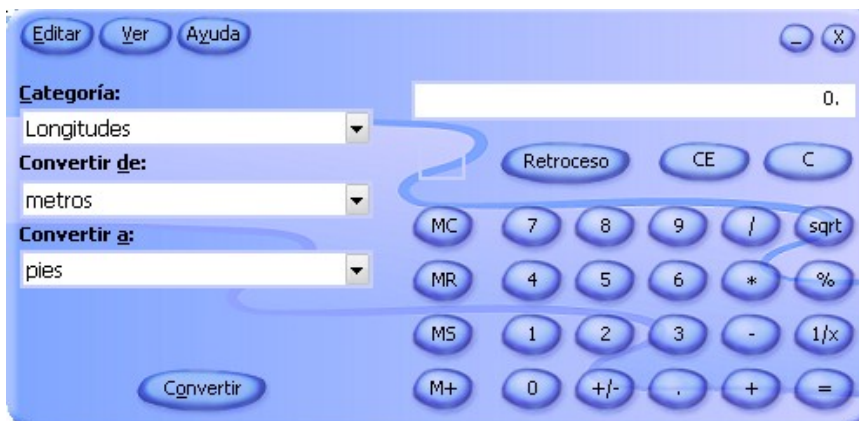 Editar Ver Ayuda _ X
Categoría:
0.
Longitudes
Convertir de:
Retroceso CE C
metros
Convertir a:
MC 7 8 9 / sqrt
pies
MR 4 5 6 * %
MS 1 2 3 - 1/x
Convertir
M+ 0 +/- . + =